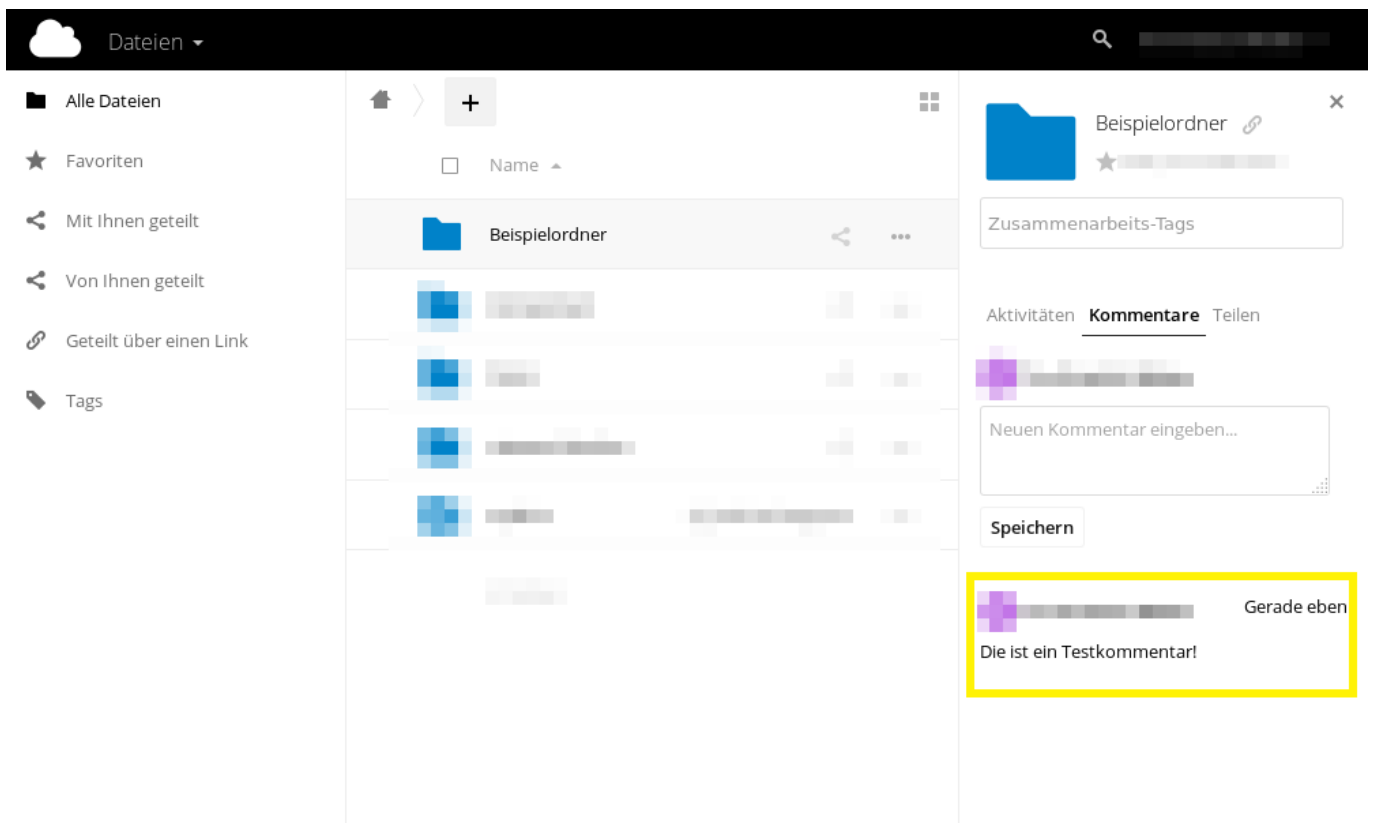 Dateien
Alle Dateien
Favoriten
Mit Ihnen geteilt
Von Ihnen geteilt
Geteilt über einen Link
Tags
Name
Beispielordner
Beispielordner
Zusammenarbeits-Tags
Aktivitäten Kommentare Teilen
Neuen Kommentar eingeben...
Speichern
Gerade eben
Die ist ein Testkommentar!